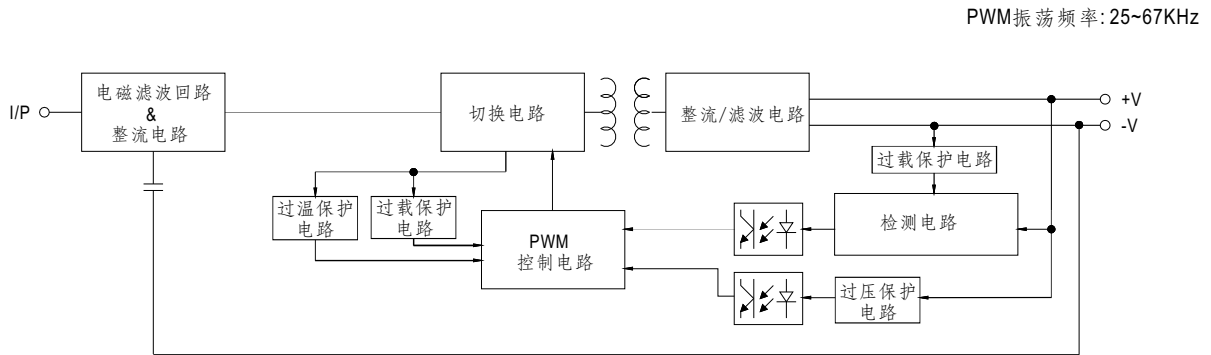 PWM振荡频率: 25~67KHz
I/P
电磁滤波回路
&
整流电路
切换电路
整流/滤波电路
+V
-V
过载保护电路
过温保护
电路
过载保护
电路
PWM
控制电路
检测电路
过压保护
电路